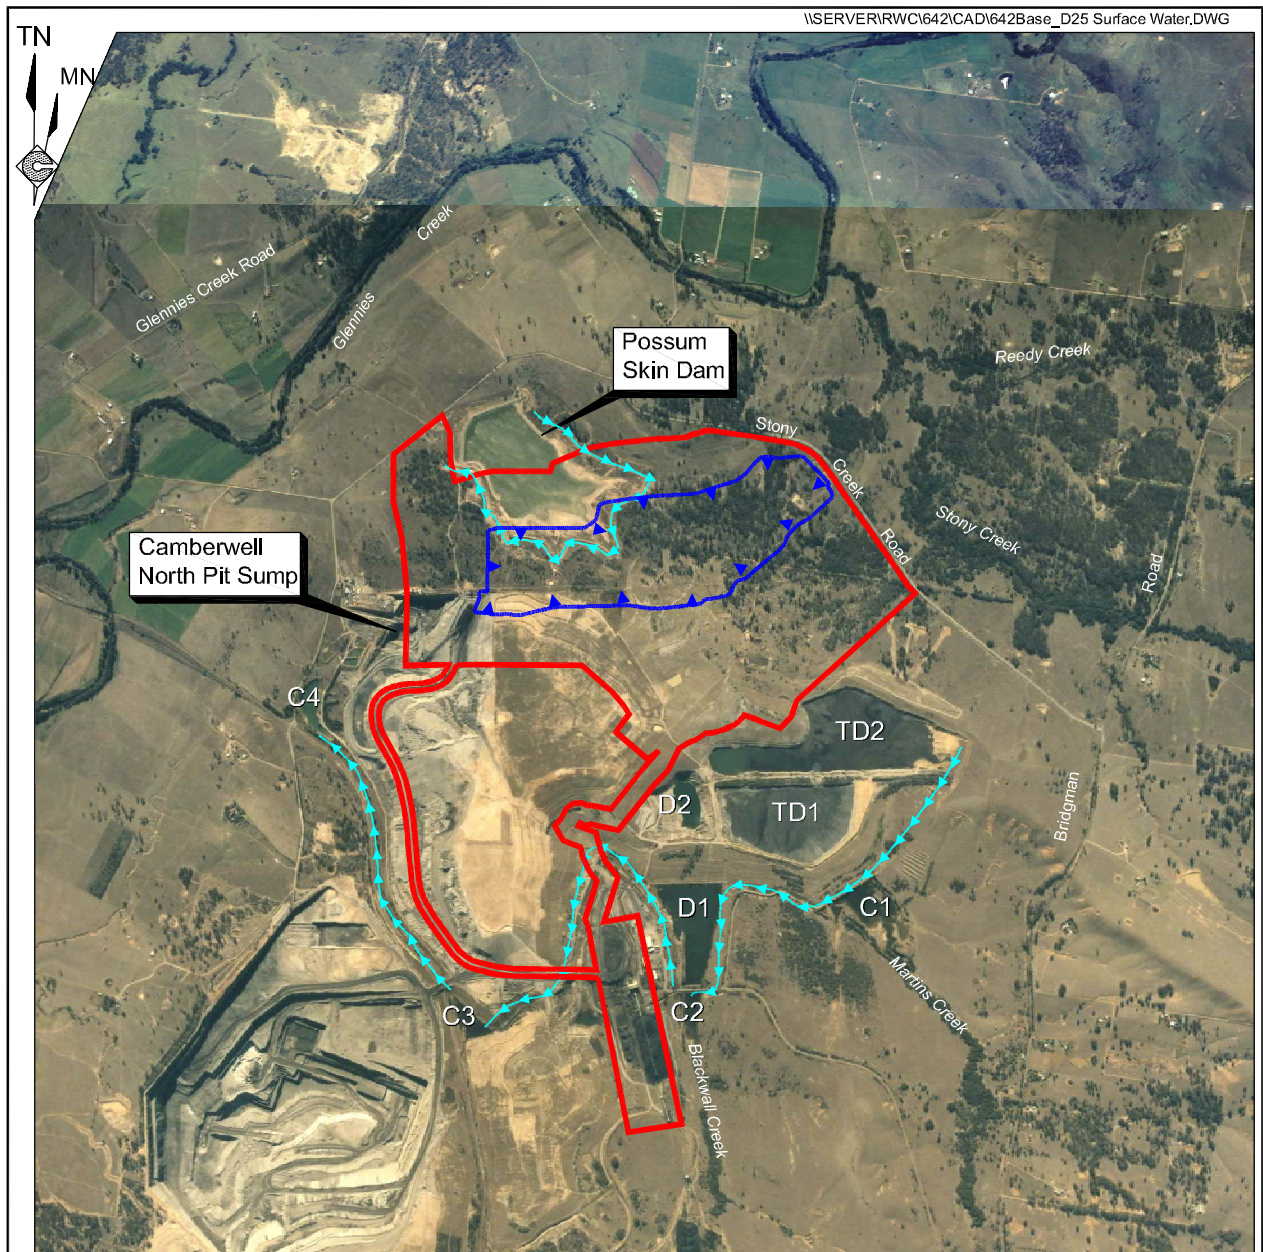 \\SERVER\RWC\642\CAD\642Base_D25 Surface Water.DWG
TN
MN
Glennies Creek Road
Glennies
Creek
Possum
Skin Dam
Reedy Creek
Stony
Creek
Road
Stony Creek
Road
Bridgman
Camberwell
North Pit Sump
C4
TD2
D2
TD1
D1
C1
Martins Creek
C3
C2
Blackwall Creek